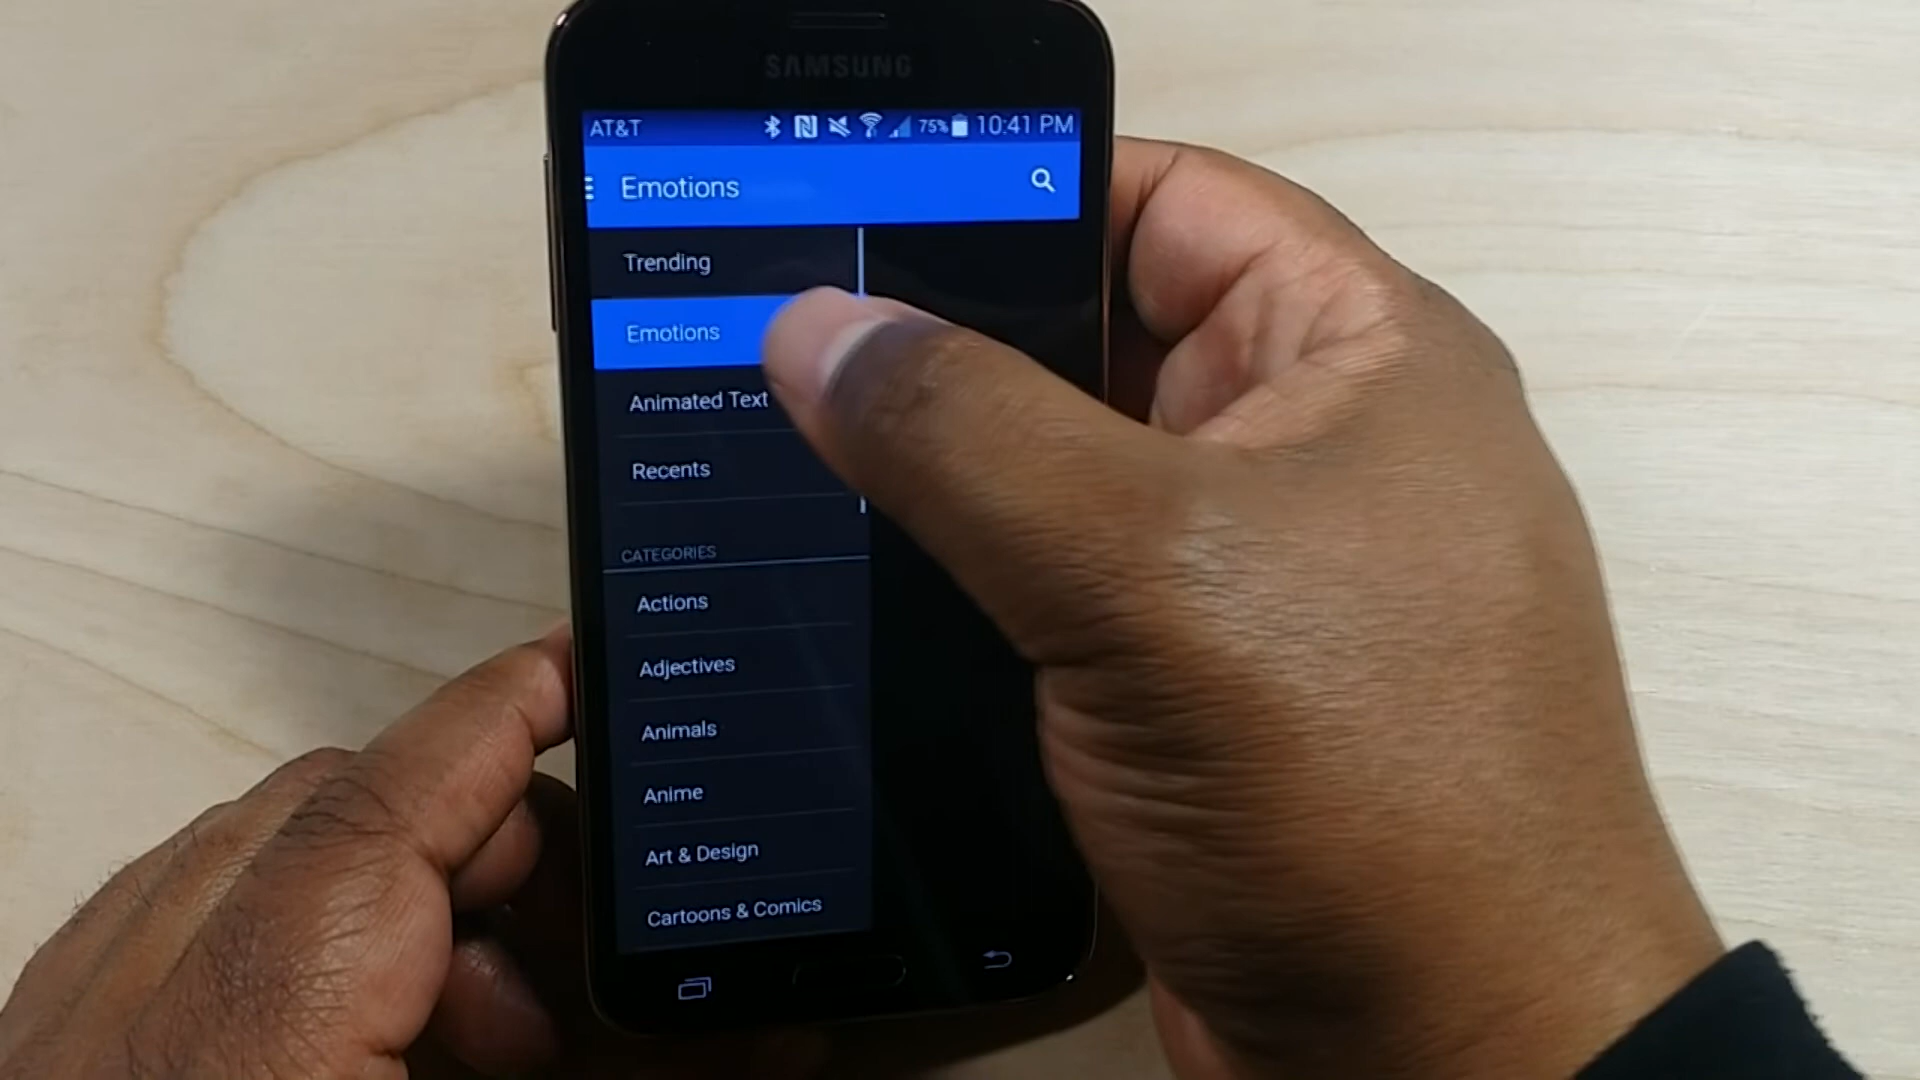 SAMSUNG
AT&T 75% 10:41 PM
Emotions
Trending
Emotions
Animated Text
Recents
CATEGORIES
Actions
Adjectives
Animals
Anime
Art & Design
Cartoons & Comics